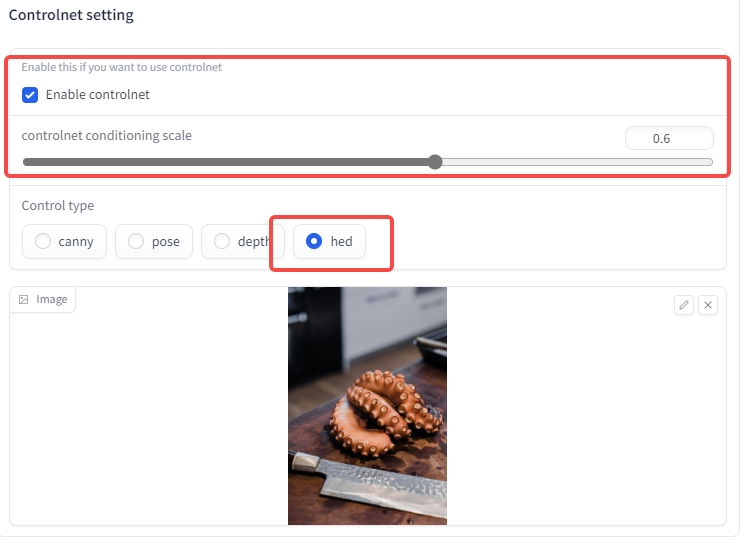 Controlnet setting
Enable this if you want to use controlnet
Enable controlnet
controlnet conditioning scale
0.6
Control type
canny pose depth hed
Image